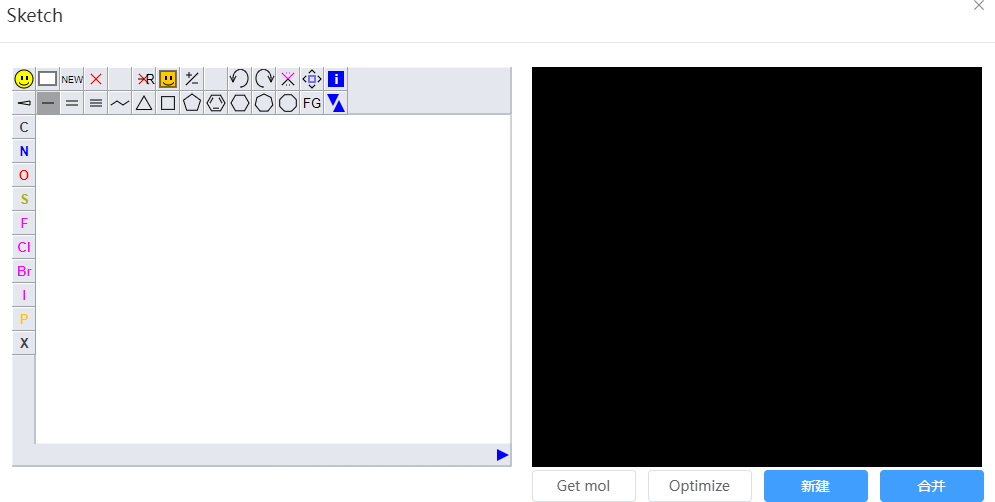 Sketch
NEW R i
FG
C
N
O
S
F
Cl
Br
I
P
X
Get mol Optimize 新建 合并